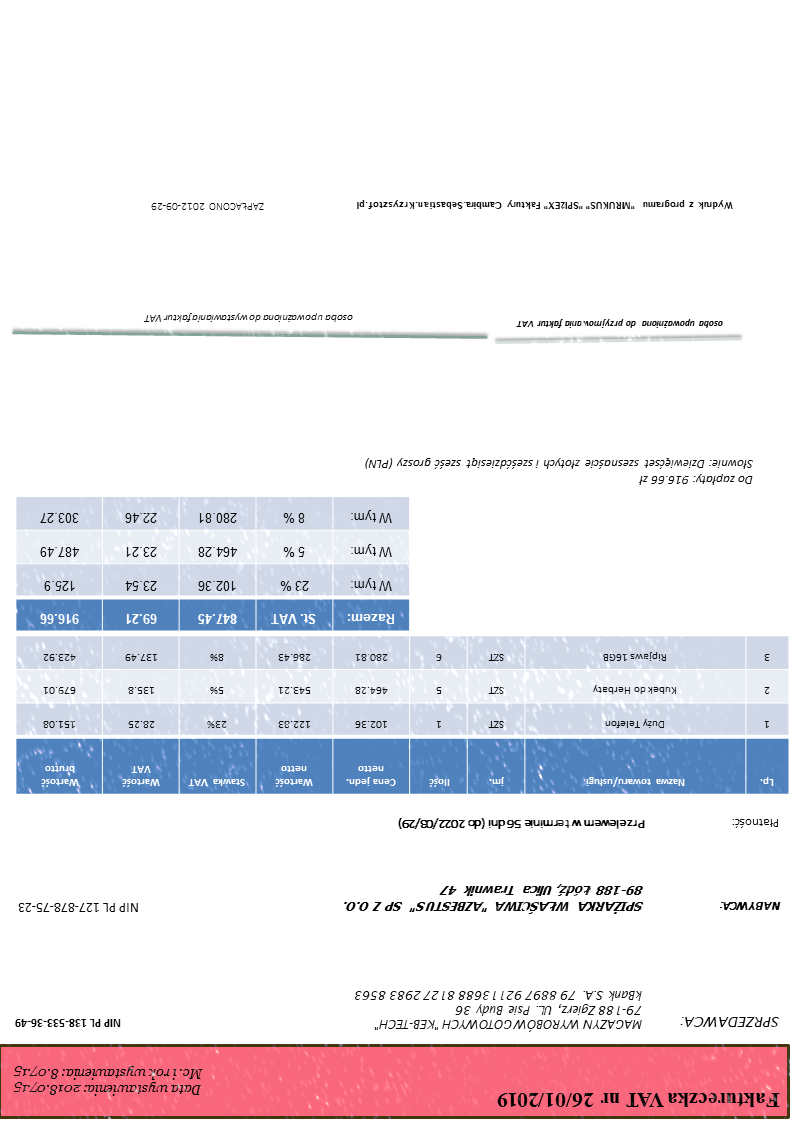 Faktureczka VAT nr 26/01/2019
Data wystawienia: 2018.07.15
Mc. i rok wystawienia: 8.07.15
SPRZEDAWCA:
MAGAZYN WYROBÓW GOTOWYCH "KEB-TECH"
NIP PL 138-533-36-49
79-188 Zgierz, UL. Psie Budy 36
kBank S.A. 79 8897 9211 3688 8127 2983 8563
NABYWCA:
SPIŻARKA WŁAŚCIWA "AZBESTUS" SP Z O.O.
NIP PL 127-878-75-23
89-188 Łódź, Ulica Trawnik 47
Płatność:
Przelewem w terminie 56 dni (do 2022/03/29)
Lp. Nazwa towaru/usługi jm. Ilość Cena jedn. netto Wartość netto Stawka VAT Wartość VAT Wartość brutto
1 Duży Telefon SZT 1 102.36 122.33 23% 28.25 151.08
2 Kubek do Herbaty SZT 5 464.28 543.21 5% 135.8 679.01
3 Ripjaws 16GB SZT 6 280.81 286.43 8% 137.49 423.92
Razem: St. VAT 847.45 69.21 916.66
W tym: 23 % 102.36 23.54 125.9
W tym: 5 % 464.28 23.21 487.49
W tym: 8 % 280.81 22.46 303.27
Do zapłaty: 916.66 zł
Słownie: Dziewięćset szesnaście złotych i sześćdziesiąt sześć groszy (PLN)
osoba upoważniona do przyjmowania faktur VAT
osoba upoważniona do wystawiania faktur VAT
Wydruk z programu "MRUKUS" "SPIżEX" Faktury Cambira.Sebastian.Krzysztof.pl
ZAPŁACONO 2012-09-29